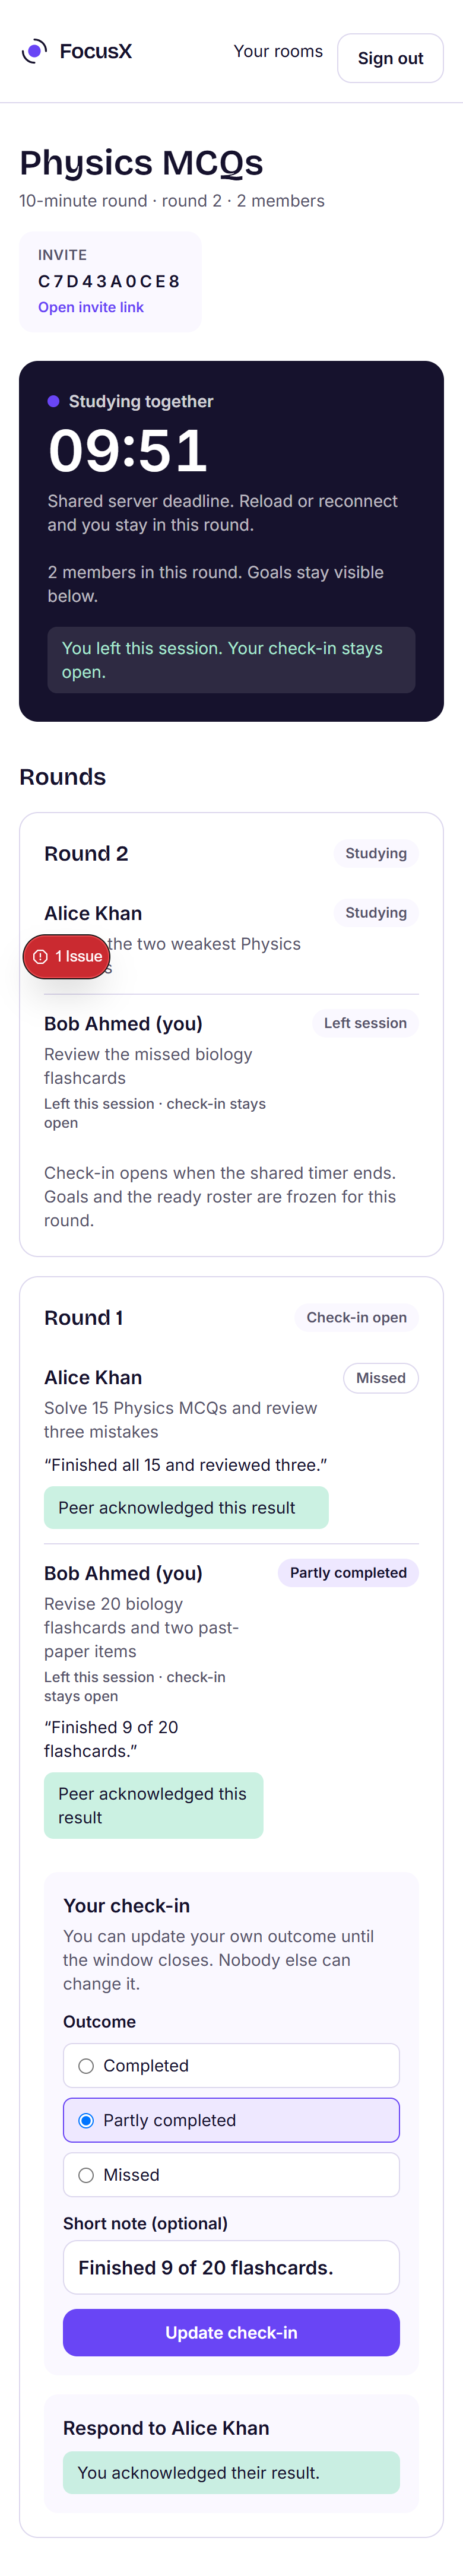 FocusX
Your rooms
Sign out
Physics MCQs
10-minute round · round 2 · 2 members
INVITE
C7D43A0CE8
Open invite link
Studying together
09:51
Shared server deadline. Reload or reconnect
and you stay in this round.
2 members in this round. Goals stay visible
below.
You left this session. Your check-in stays
open.
Rounds
Round 2
Studying
Alice Khan
Studying
the two weakest Physics
s
1 Issue
Bob Ahmed (you)
Left session
Review the missed biology
flashcards
Left this session · check-in stays
open
Check-in opens when the shared timer ends.
Goals and the ready roster are frozen for this
round.
Round 1
Check-in open
Alice Khan
Missed
Solve 15 Physics MCQs and review
three mistakes
“Finished all 15 and reviewed three.”
Peer acknowledged this result
Bob Ahmed (you)
Partly completed
Revise 20 biology
flashcards and two past-
paper items
Left this session · check-in
stays open
“Finished 9 of 20
flashcards.”
Peer acknowledged this
result
Your check-in
You can update your own outcome until
the window closes. Nobody else can
change it.
Outcome
Completed
Partly completed
Missed
Short note (optional)
Finished 9 of 20 flashcards.
Update check-in
Respond to Alice Khan
You acknowledged their result.